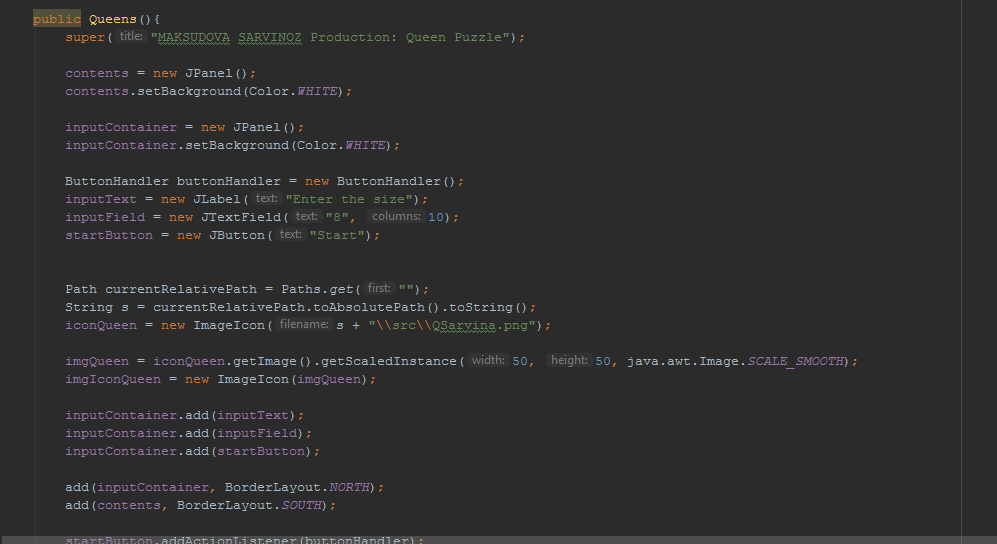 public Queens(){
super( title: "MAKSUDOVA SARVINOZ Production: Queen Puzzle");
contents = new JPanel();
contents.setBackground(Color.WHITE);
inputContainer = new JPanel();
inputContainer.setBackground(Color.WHITE);
ButtonHandler buttonHandler = new ButtonHandler();
inputText = new JLabel( text: "Enter the size");
inputField = new JTextField( text: "8", columns: 10);
startButton = new JButton( text: "Start");
Path currentRelativePath = Paths.get( first: "");
String s = currentRelativePath.toAbsolutePath().toString();
iconQueen = new ImageIcon( filename: s + "\\src\\QSarvina.png");
imgQueen = iconQueen.getImage().getScaledInstance( width: 50, height: 50, java.awt.Image.SCALE_SMOOTH);
imgIconQueen = new ImageIcon(imgQueen);
inputContainer.add(inputText);
inputContainer.add(inputField);
inputContainer.add(startButton);
add(inputContainer, BorderLayout.NORTH);
add(contents, BorderLayout.SOUTH);
startButton.addActionListener(buttonHandler);